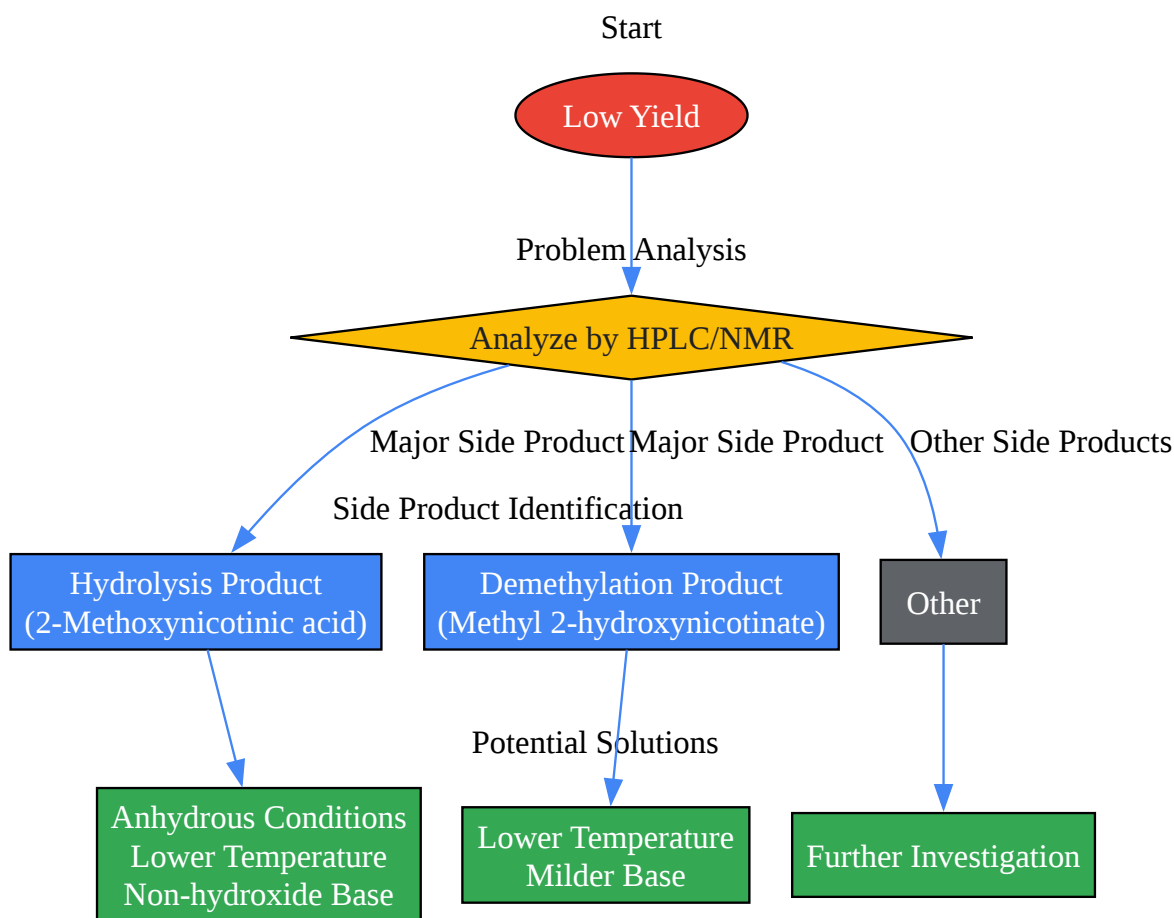 Start
Low Yield
Problem Analysis
Analyze by HPLC/NMR
Major Side Product
Major Side Product
Other Side Products
Side Product Identification
Hydrolysis Product
(2-Methoxynicotinic acid)
Demethylation Product
(Methyl 2-hydroxynicotinate)
Other
Potential Solutions
Anhydrous Conditions
Lower Temperature
Non-hydroxide Base
Lower Temperature
Milder Base
Further Investigation